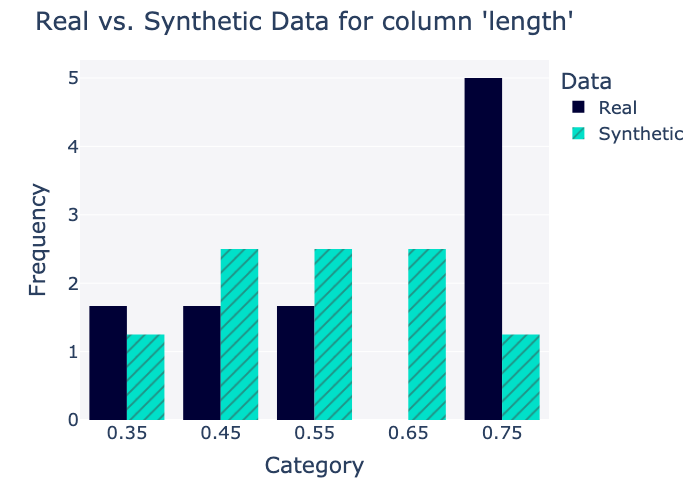 Real vs. Synthetic Data for column 'length'
Data
Real
Synthetic
5
4
3
2
1
0
Frequency
0.35
0.45
0.55
0.65
0.75
Category